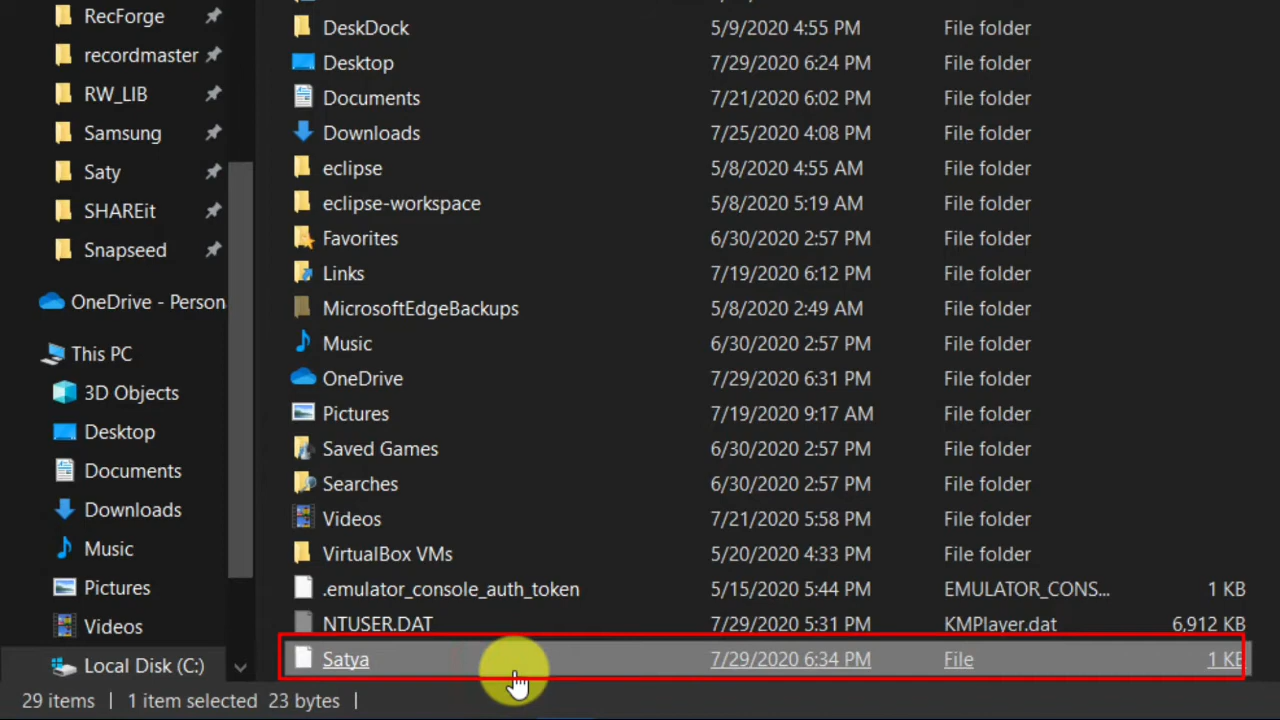 RecForge
recordmaster
RW_LIB
Samsung
Saty
SHAREit
Snapseed
OneDrive - Person
This PC
3D Objects
Desktop
Documents
Downloads
Music
Pictures
Videos
Local Disk (C:)
DeskDock 5/9/2020 4:55 PM File folder
Desktop 7/29/2020 6:24 PM File folder
Documents 7/21/2020 6:02 PM File folder
Downloads 7/25/2020 4:08 PM File folder
eclipse 5/8/2020 4:55 AM File folder
eclipse-workspace 5/8/2020 5:19 AM File folder
Favorites 6/30/2020 2:57 PM File folder
Links 7/19/2020 6:12 PM File folder
MicrosoftEdgeBackups 5/8/2020 2:49 AM File folder
Music 6/30/2020 2:57 PM File folder
OneDrive 7/29/2020 6:31 PM File folder
Pictures 7/19/2020 9:17 AM File folder
Saved Games 6/30/2020 2:57 PM File folder
Searches 6/30/2020 2:57 PM File folder
Videos 7/21/2020 5:58 PM File folder
VirtualBox VMs 5/20/2020 4:33 PM File folder
.emulator_console_auth_token 5/15/2020 5:44 PM EMULATOR_CONS... 1 KB
NTUSER.DAT 7/29/2020 5:31 PM KMPlayer.dat 6,912 KB
Satya 7/29/2020 6:34 PM File 1 KB
29 items | 1 item selected 23 bytes |